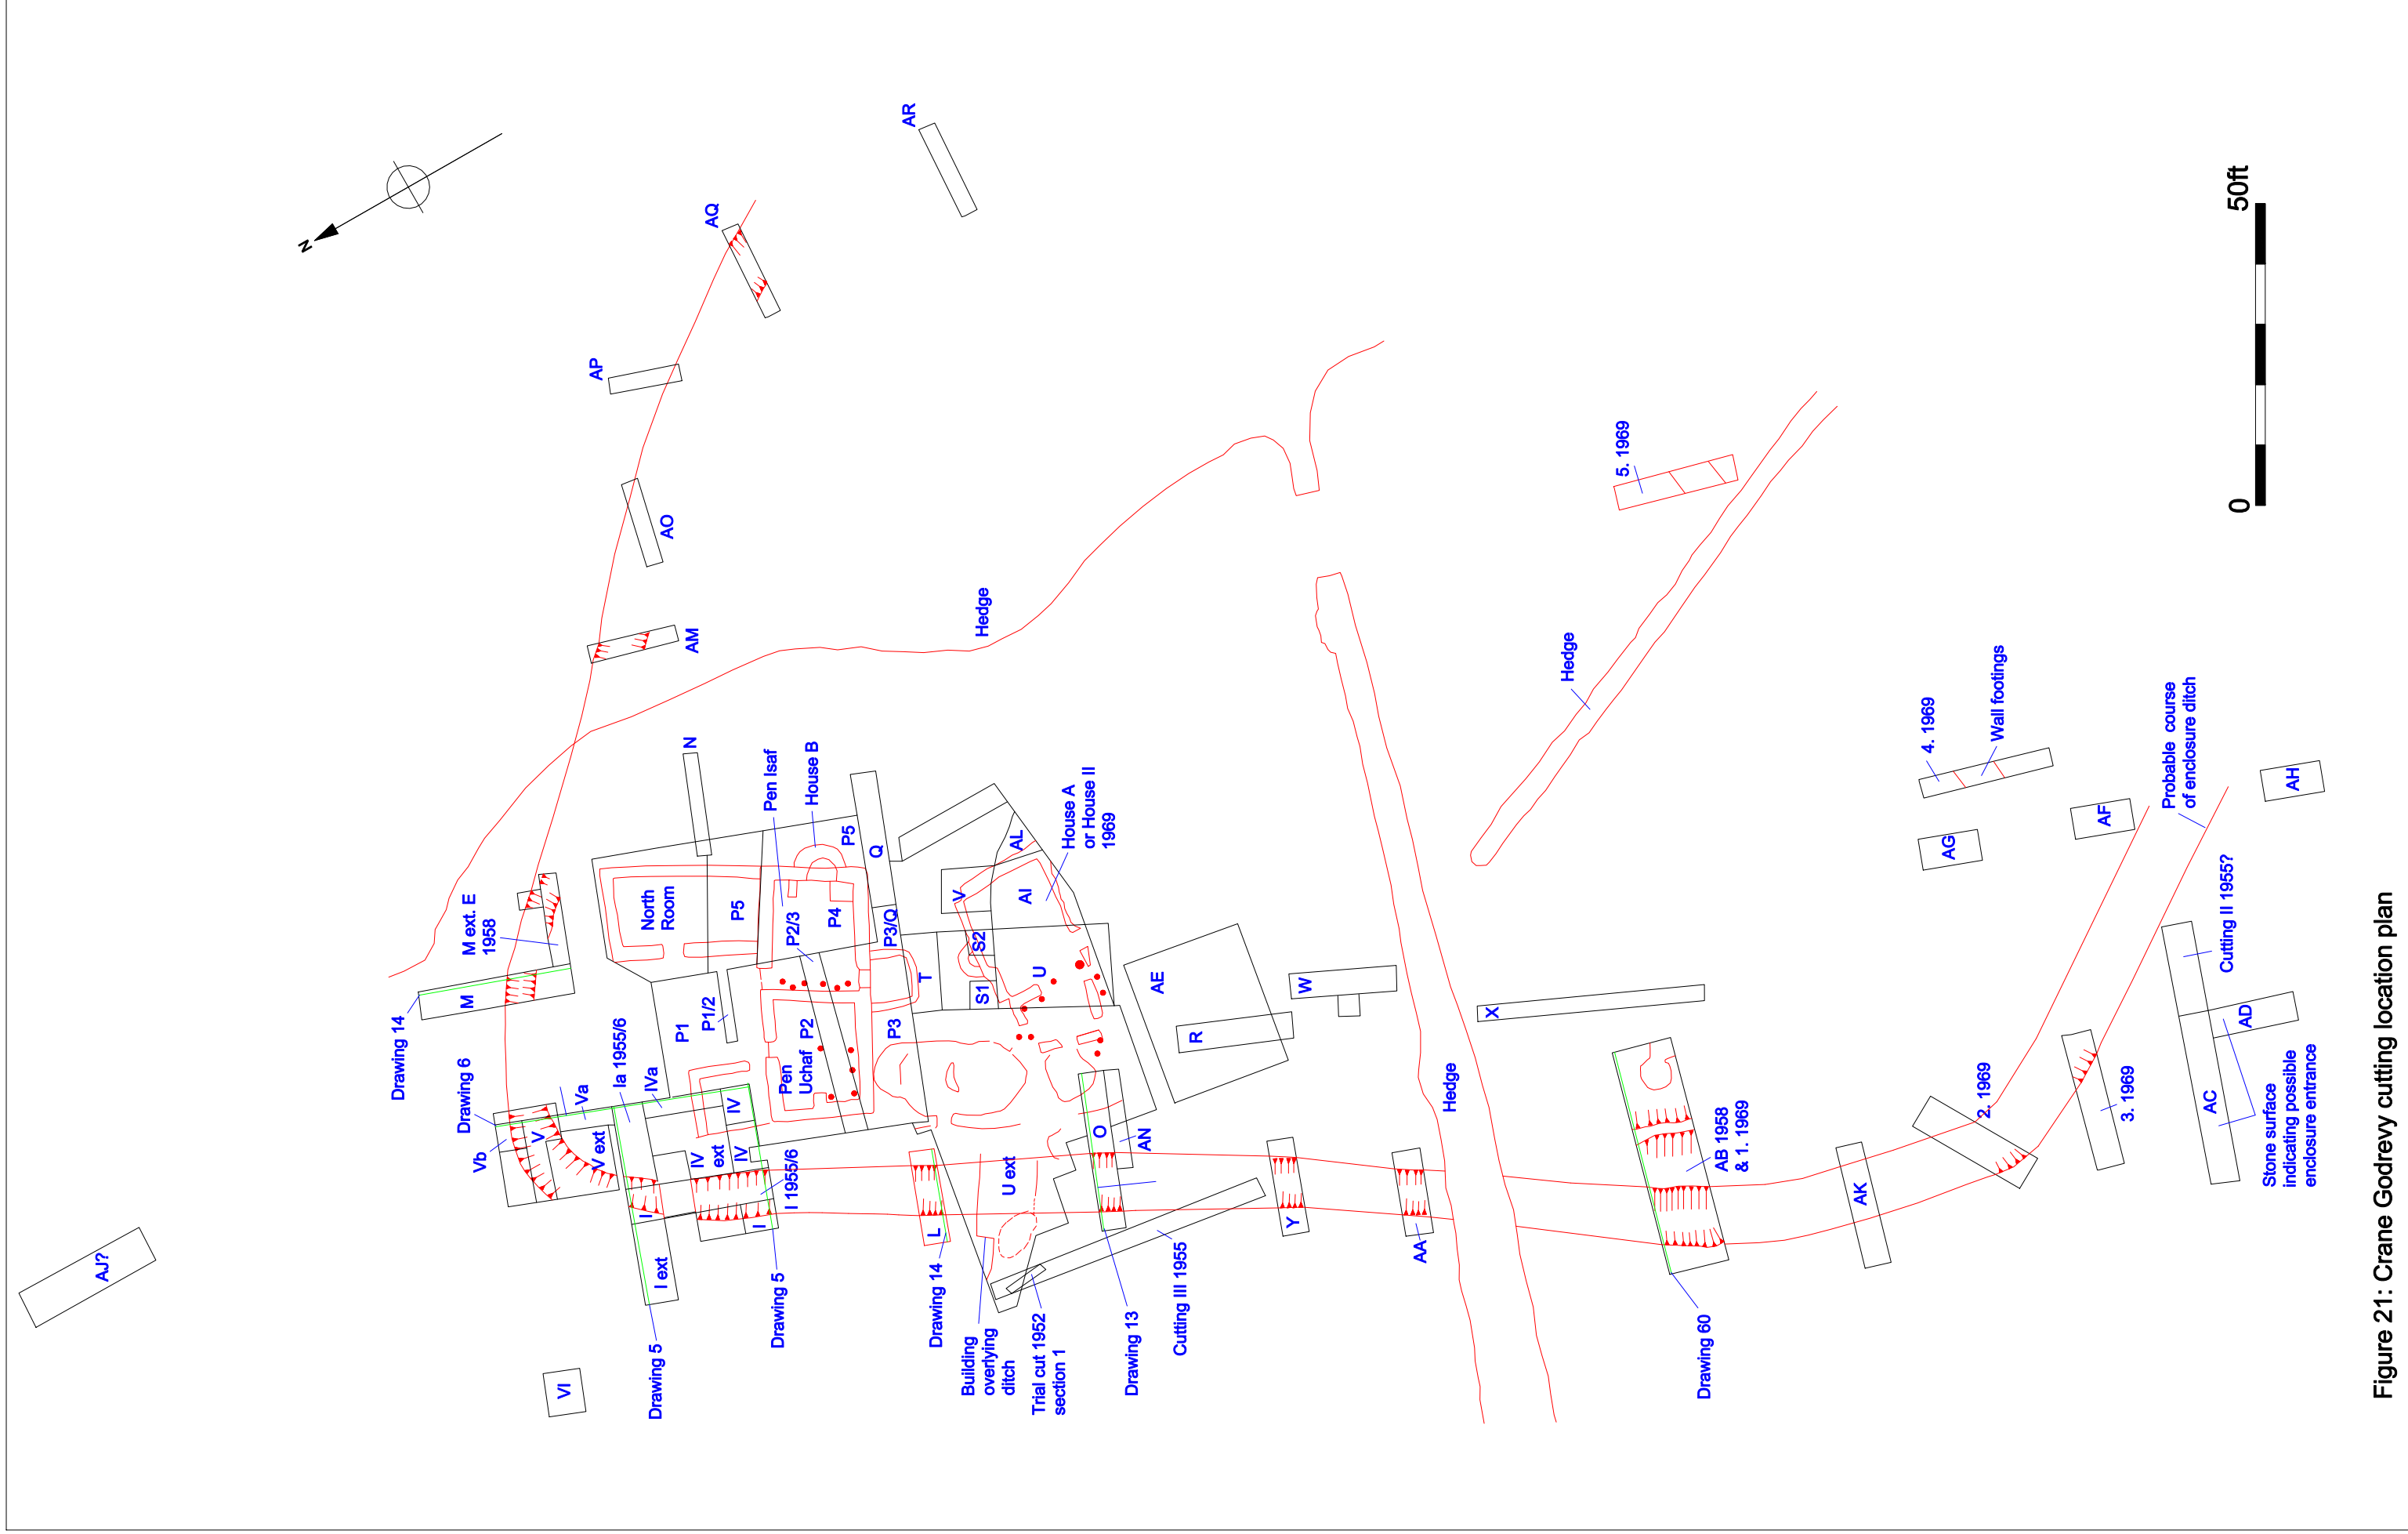 AJ?
VI
N
Drawing 14
M
M ext. E
1958
Drawing 6
Vb
V
Va
V ext
Ia 1955/6
IVa
IV
IV
ext
IV
I
I
I ext
I 1955/6
Drawing 5
Drawing 5
AM
AO
AP
AQ
AR
N
North
Room
P5
P1
P1/2
Pen Isaf
House B
P2/3
P4
P5
Q
P3/Q
Pen
Uchaf
P2
P3
T
V
S2
S1
U
AI
AL
House A
or House II
1969
Hedge
L
Drawing 14
U ext
Building
overlying
ditch
Trial cut 1952
section 1
O
AN
Drawing 13
Cutting III 1955
AE
R
W
Y
AA
Hedge
X
Hedge
5. 1969
AB 1958
& 1. 1969
Drawing 60
AK
2. 1969
3. 1969
4. 1969
Wall footings
AG
AF
AH
Probable course
of enclosure ditch
Cutting II 1955?
AC
AD
Stone surface
indicating possible
enclosure entrance
0
50ft
Figure 21: Crane Godrevy cutting location plan